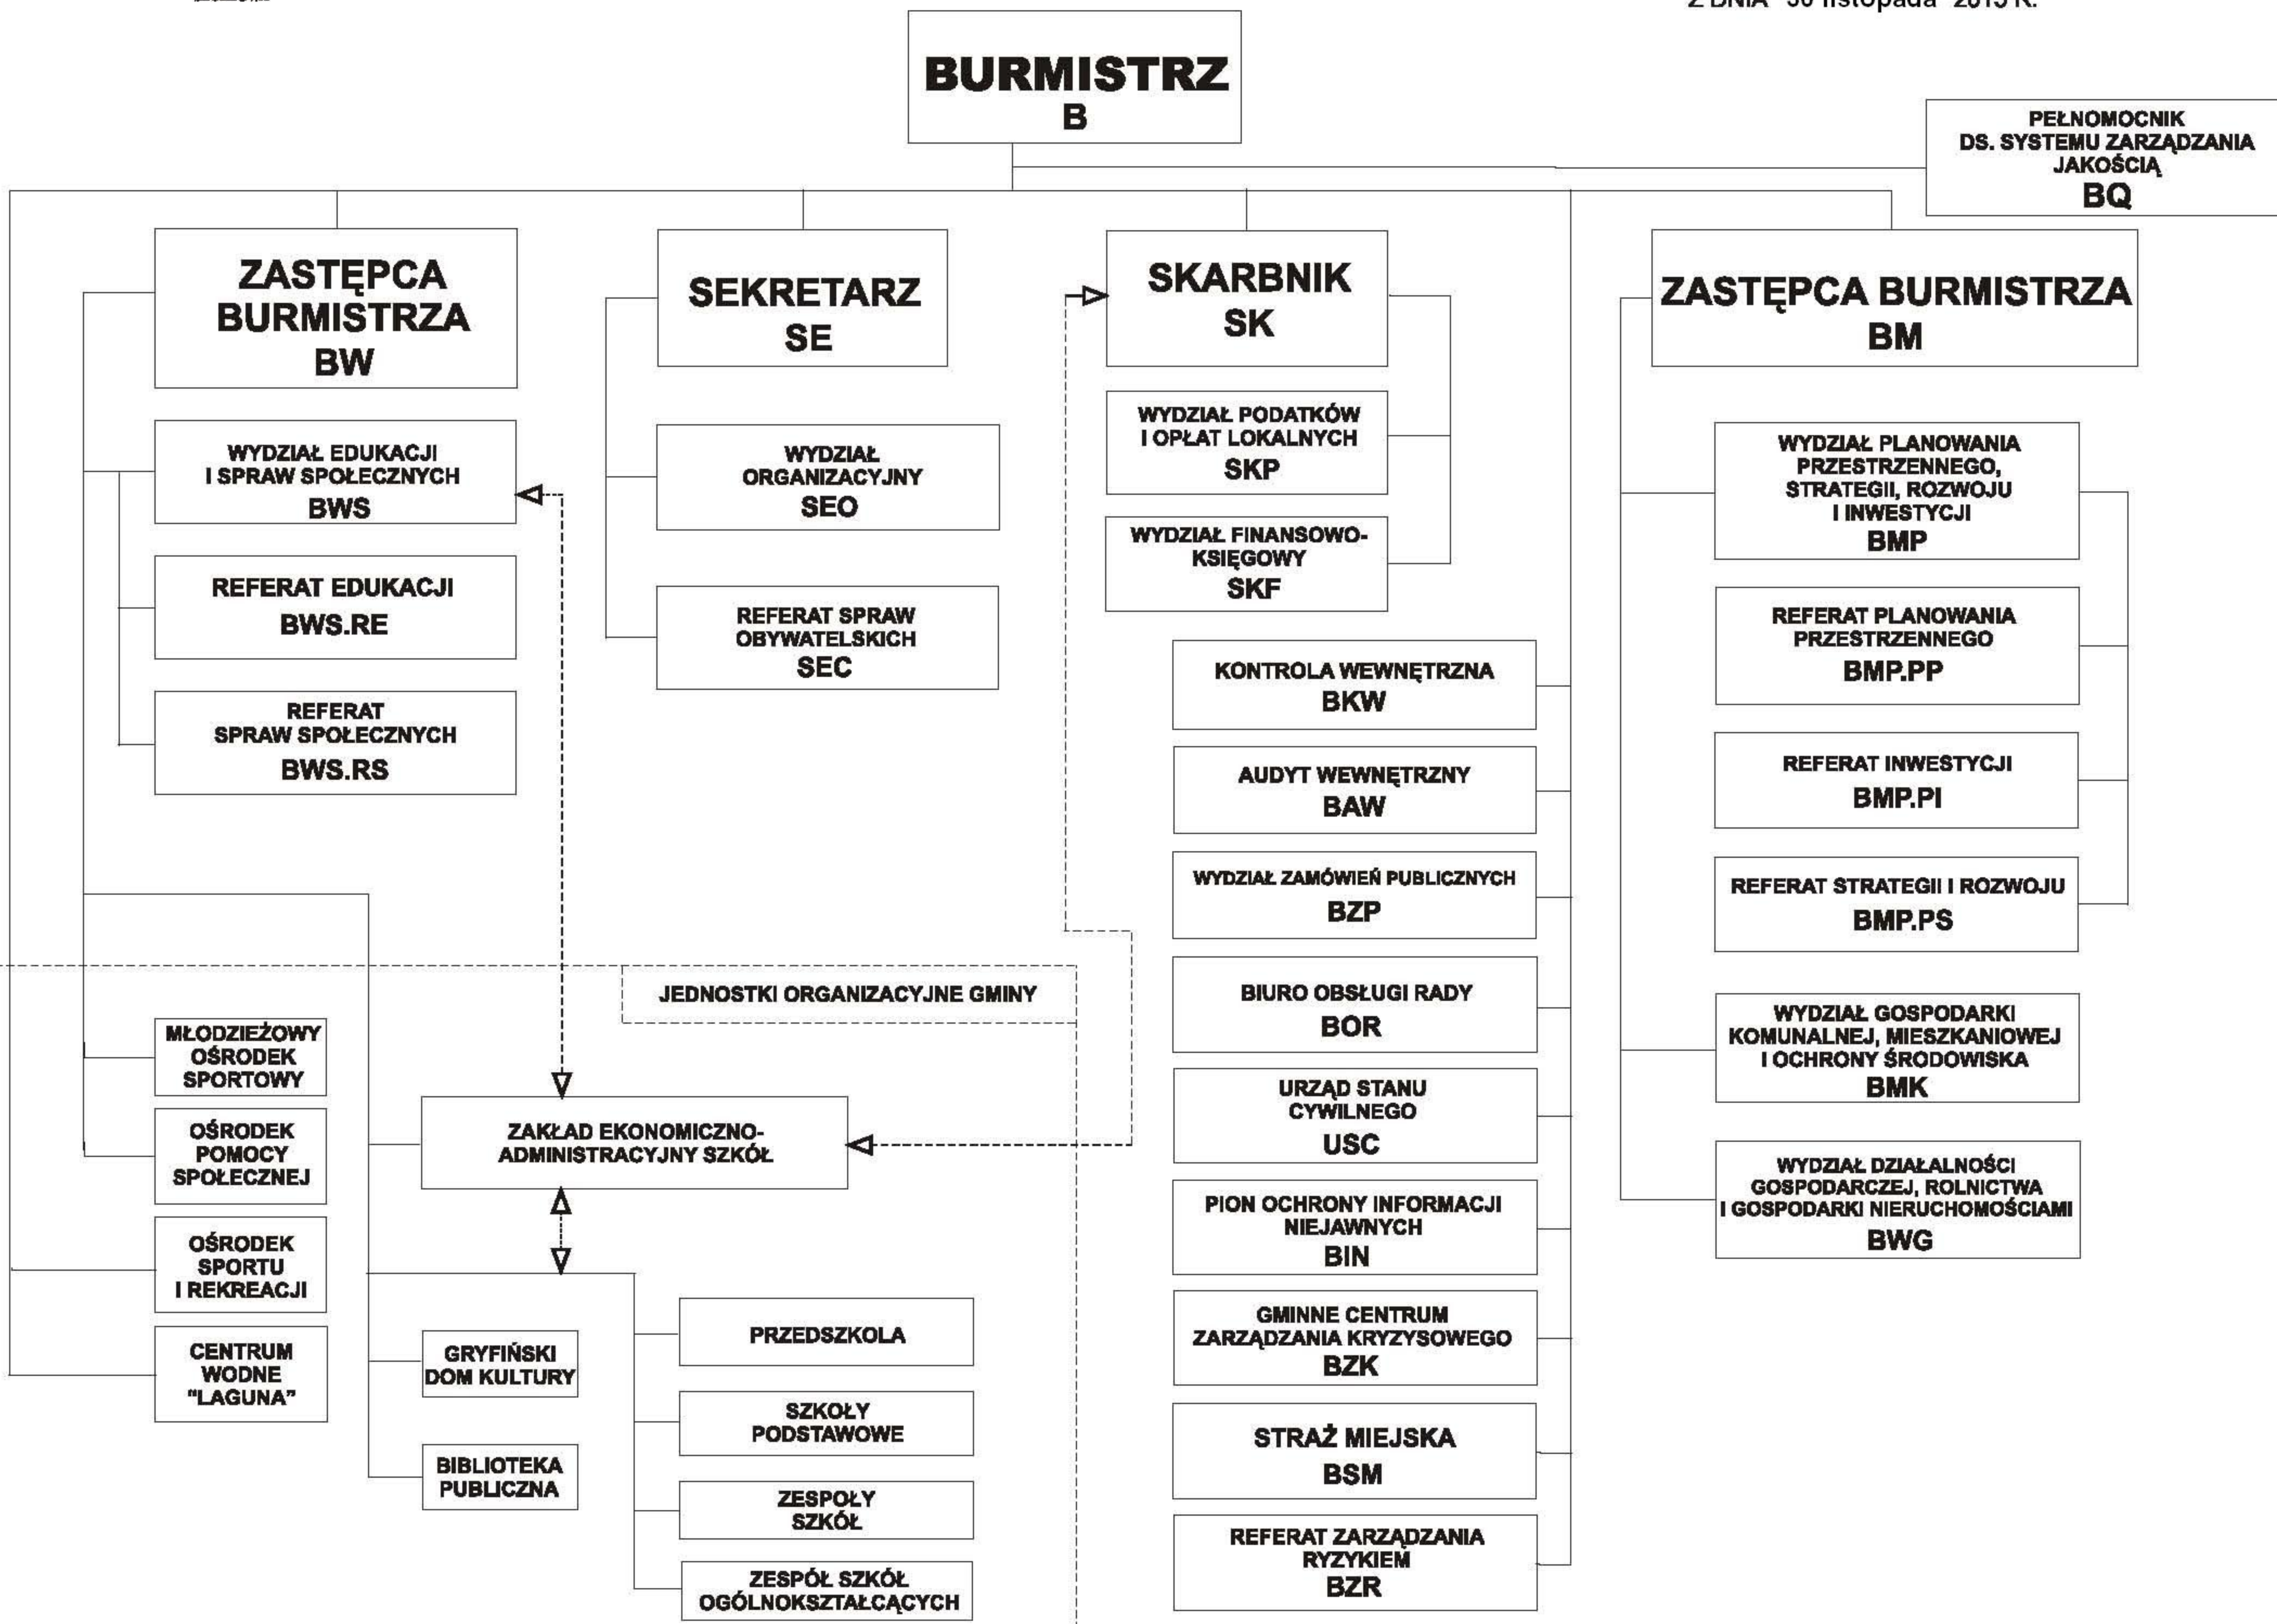 Z DNIA 30 listopada 2015 R.
BURMISTRZ
B
PEŁNOMOCNIK
DS. SYSTEMU ZARZĄDZANIA
JAKOŚCIĄ
BQ
ZASTĘPCA
BURMISTRZA
BW
SEKRETARZ
SE
SKARBNIK
SK
ZASTĘPCA BURMISTRZA
BM
WYDZIAŁ EDUKACJI
I SPRAW SPOŁECZNYCH
BWS
REFERAT EDUKACJI
BWS.RE
REFERAT
SPRAW SPOŁECZNYCH
BWS.RS
WYDZIAŁ
ORGANIZACYJNY
SEO
REFERAT SPRAW
OBYWATELSKICH
SEC
WYDZIAŁ PODATKÓW
I OPŁAT LOKALNYCH
SKP
WYDZIAŁ FINANSOWO-
KSIĘGOWY
SKF
KONTROLA WEWNĘTRZNA
BKW
AUDYT WEWNĘTRZNY
BAW
WYDZIAŁ ZAMÓWIEŃ PUBLICZNYCH
BZP
BIURO OBSŁUGI RADY
BOR
URZĄD STANU
CYWILNEGO
USC
PION OCHRONY INFORMACJI
NIEJAWNYCH
BIN
GMINNE CENTRUM
ZARZĄDZANIA KRYZYSOWEGO
BZK
STRAŻ MIEJSKA
BSM
REFERAT ZARZĄDZANIA
RYZYKIEM
BZR
WYDZIAŁ PLANOWANIA
PRZESTRZENNEGO,
STRATEGII, ROZWOJU
I INWESTYCJI
BMP
REFERAT PLANOWANIA
PRZESTRZENNEGO
BMP.PP
REFERAT INWESTYCJI
BMP.PI
REFERAT STRATEGII I ROZWOJU
BMP.PS
WYDZIAŁ GOSPODARKI
KOMUNALNEJ, MIESZKANIOWEJ
I OCHRONY ŚRODOWISKA
BMK
WYDZIAŁ DZIAŁALNOŚCI
GOSPODARCZEJ, ROLNICTWA
I GOSPODARKI NIERUCHOMOŚCIAMI
BWG
JEDNOSTKI ORGANIZACYJNE GMINY
MŁODZIEŻOWY
OŚRODEK
SPORTOWY
OŚRODEK
POMOCY
SPOŁECZNEJ
OŚRODEK
SPORTU
I REKREACJI
CENTRUM
WODNE
"LAGUNA"
ZAKŁAD EKONOMICZNO-
ADMINISTRACYJNY SZKÓŁ
GRYFIŃSKI
DOM KULTURY
BIBLIOTEKA
PUBLICZNA
PRZEDSZKOLA
SZKOŁY
PODSTAWOWE
ZESPOŁY
SZKÓŁ
ZESPÓŁ SZKÓŁ
OGÓLNOKSZTAŁCĄCYCH